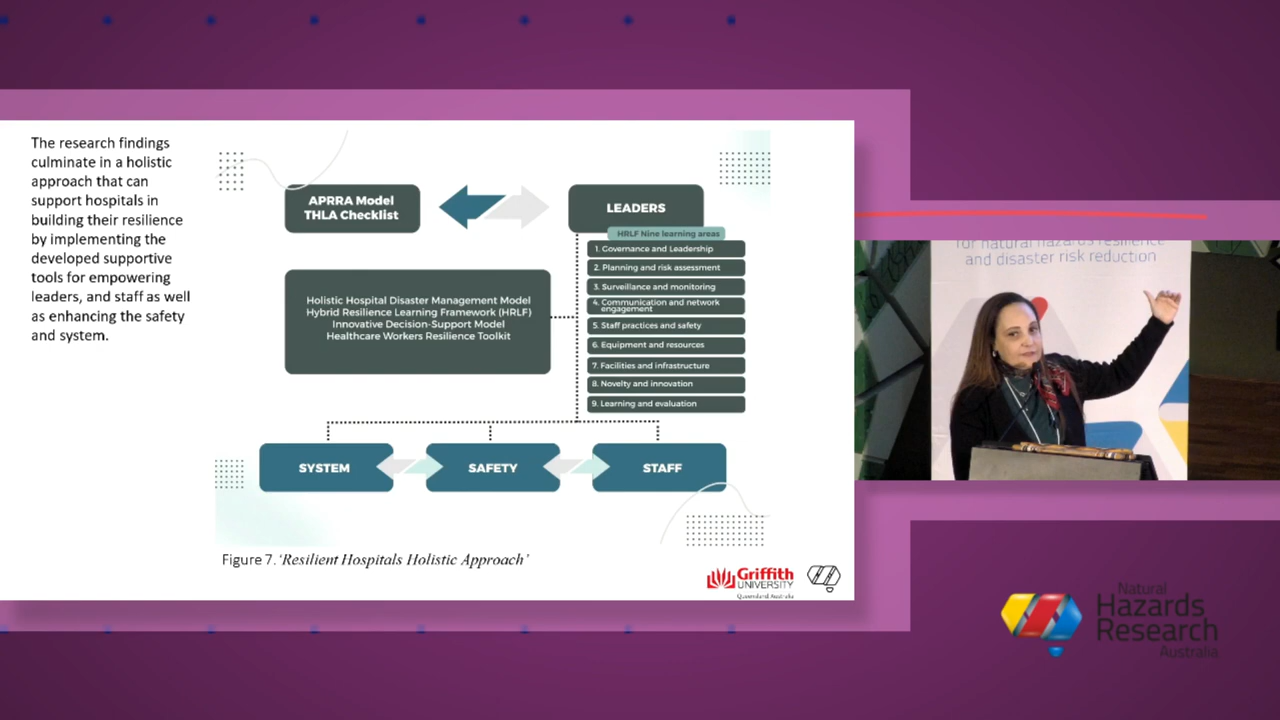 The research findings
culminate in a holistic
approach that can
support hospitals in
building their resilience
by implementing the
developed supportive
tools for empowering
leaders, and staff as well
as enhancing the safety
and system.
APRRA Model
THLA Checklist
LEADERS
HRLF Nine learning areas
1. Governance and Leadership
2. Planning and risk assessment
3. Surveillance and monitoring
4. Communication and network
engagement
5. Staff practices and safety
6. Equipment and resources
7. Facilities and infrastructure
8. Novelty and innovation
9. Learning and evaluation
Holistic Hospital Disaster Management Model
Hybrid Resilience Learning Framework (HRLF)
Innovative Decision-Support Model
Healthcare Workers Resilience Toolkit
SYSTEM
SAFETY
STAFF
Figure 7. ‘Resilient Hospitals Holistic Approach’
Griffith
UNIVERSITY
Queensland Australia
for natural hazards resilience
and disaster risk reduction
Natural
Hazards
Research
Australia